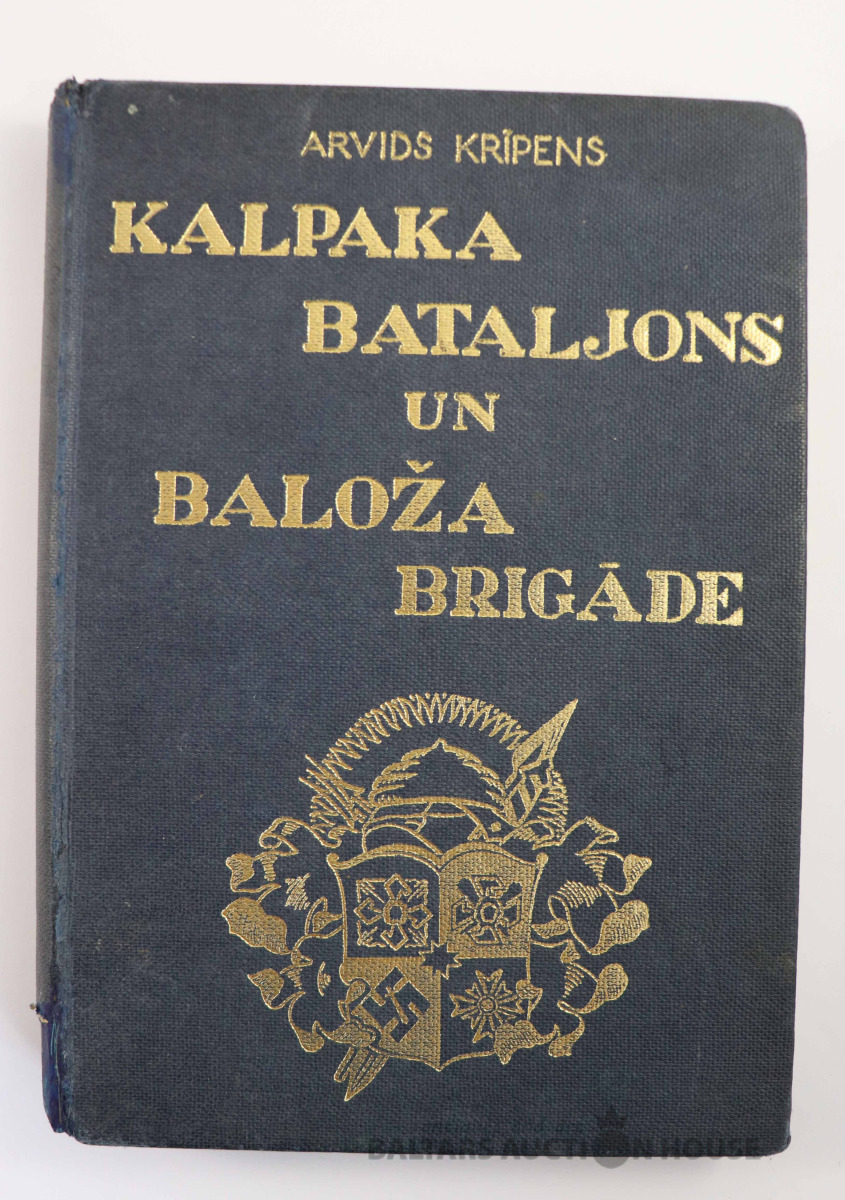 ARVIDS KRĪPENS
KALPAKA
BATALJONS
UN
BALOŽA
BRIGĀDE
BALTARS AUCTION HOUSE